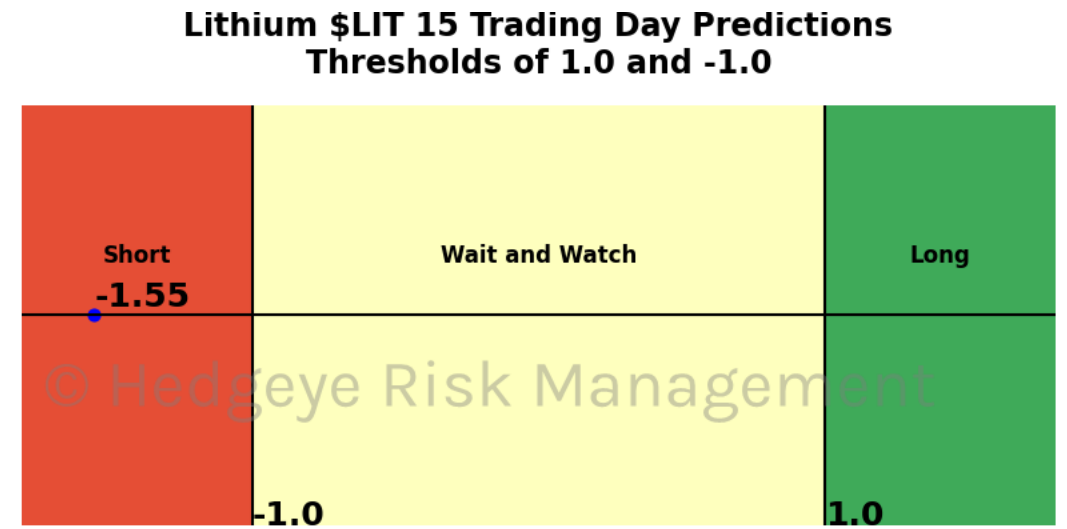 Lithium $LIT 15 Trading Day Predictions
Thresholds of 1.0 and -1.0
Short
Wait and Watch
Long
-1.55
© Hedgeye Risk Management
-1.0
1.0